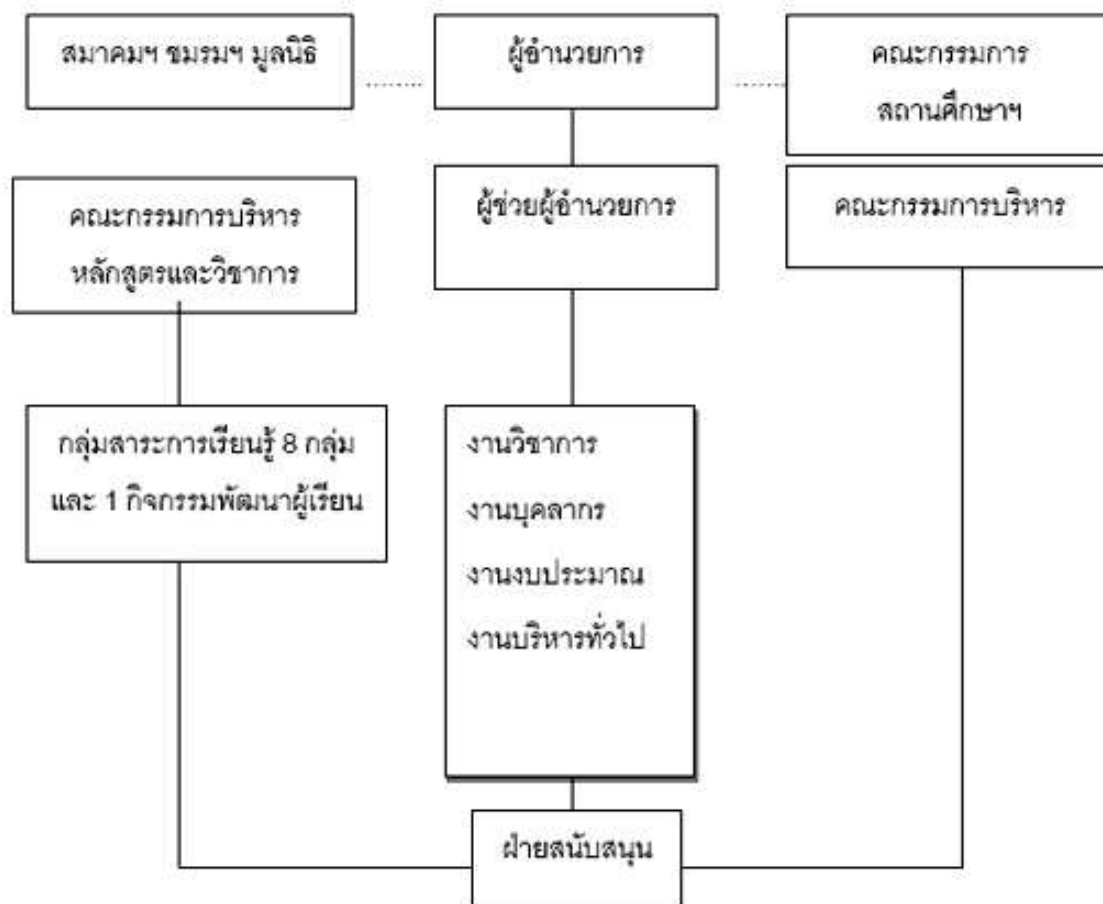 สมาคมฯ ชมรมฯ มูลนิธิ
ผู้อำนวยการ
คณะกรรมการ
สถานศึกษาฯ
คณะกรรมการบริหาร
หลักสูตรและวิชาการ
ผู้ช่วยผู้อำนวยการ
คณะกรรมการบริหาร
กลุ่มสาระการเรียนรู้ 8 กลุ่ม
และ 1 กิจกรรมพัฒนาผู้เรียน
งานวิชาการ
งานบุคลากร
งานงบประมาณ
งานบริหารทั่วไป
ฝ่ายสนับสนุน